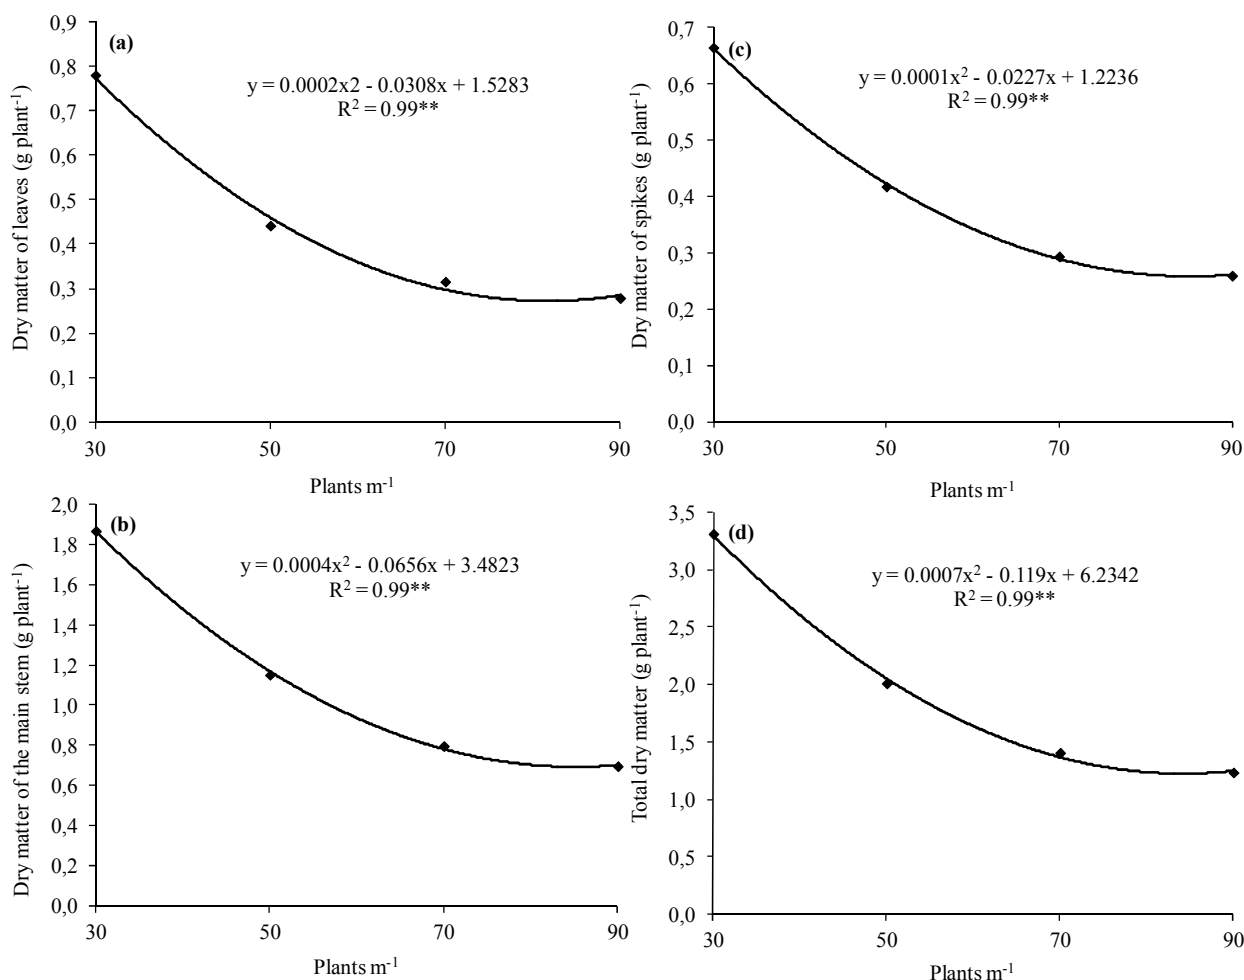 (a)
y = 0.0002x2 - 0.0308x + 1.5283
R² = 0.99**
Dry matter of leaves (g plant⁻¹)
0,9
0,8
0,7
0,6
0,5
0,4
0,3
0,2
0,1
0,0
30 50 70 90
Plants m⁻¹
(c)
y = 0.0001x² - 0.0227x + 1.2236
R² = 0.99**
Dry matter of spikes (g plant⁻¹)
0,7
0,6
0,5
0,4
0,3
0,2
0,1
0,0
30 50 70 90
Plants m⁻¹
(b)
y = 0.0004x² - 0.0656x + 3.4823
R² = 0.99**
Dry matter of the main stem (g plant⁻¹)
2,0
1,8
1,6
1,4
1,2
1,0
0,8
0,6
0,4
0,2
0,0
30 50 70 90
Plants m⁻¹
(d)
y = 0.0007x² - 0.119x + 6.2342
R² = 0.99**
Total dry matter (g plant⁻¹)
3,5
3,0
2,5
2,0
1,5
1,0
0,5
0,0
30 50 70 90
Plants m⁻¹